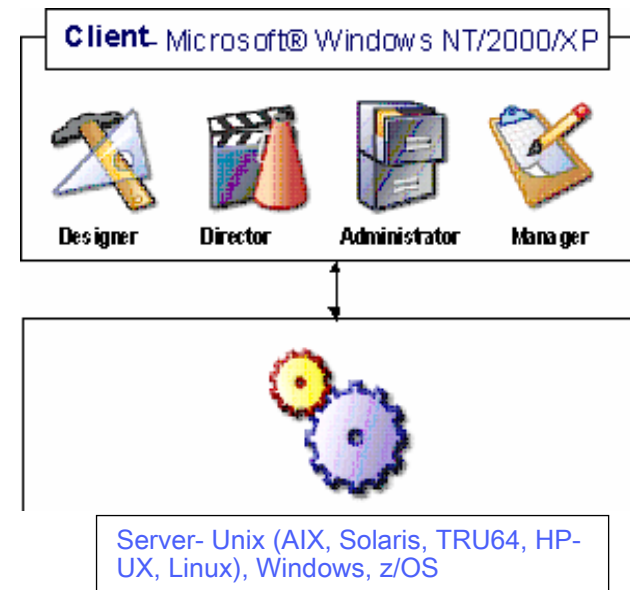 Client- Microsoft® Windows NT/2000/XP
Designer Director Administrator Manager
Server- Unix (AIX, Solaris, TRU64, HP-
UX, Linux), Windows, z/OS